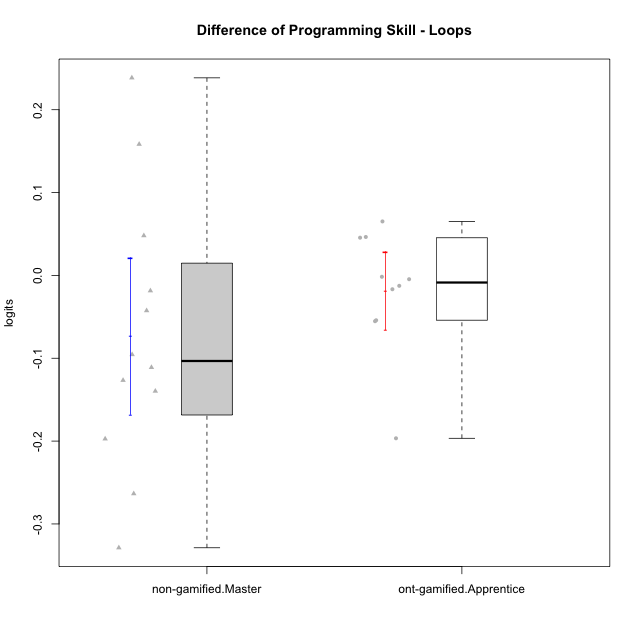 Difference of Programming Skill - Loops
logits
0.2
0.1
0.0
-0.1
-0.2
-0.3
non-gamified.Master
ont-gamified.Apprentice